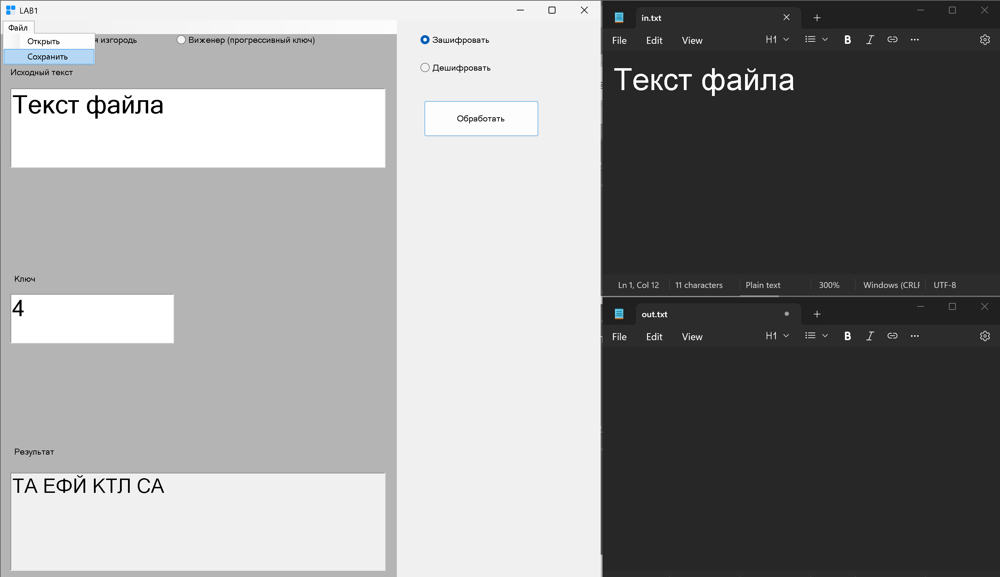 LAB1
Файл
Открыть
Сохранить
я изгородь
Виженер (прогрессивный ключ)
Исходный текст
Текст файла
Ключ
4
Результат
ТА ЕФЙ КТЛ СА
Зашифровать
Дешифровать
Обработать
in.txt
File Edit View H1 B I
Текст файла
Ln 1, Col 12 11 characters Plain text 300% Windows (CRLF UTF-8
out.txt
File Edit View H1 B I